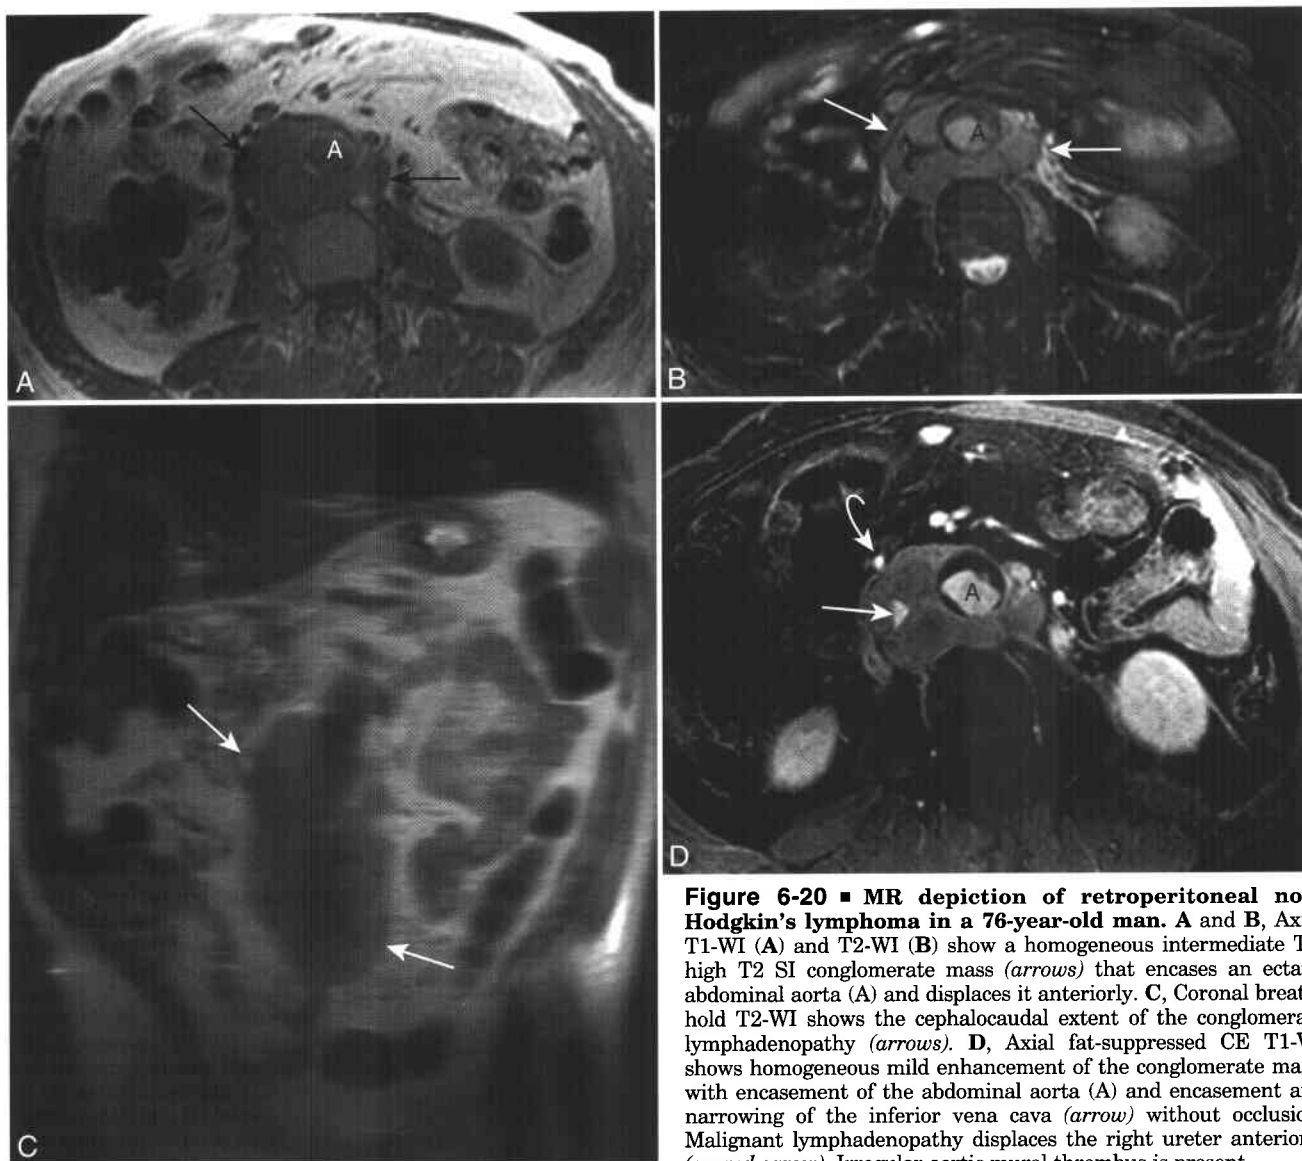 A
A
A
B
C
A
D
Figure 6-20 ■ MR depiction of retroperitoneal no
Hodgkin's lymphoma in a 76-year-old man. A and B, Ax
T1-WI (A) and T2-WI (B) show a homogeneous intermediate T
high T2 SI conglomerate mass (arrows) that encases an ecta
abdominal aorta (A) and displaces it anteriorly. C, Coronal breat
hold T2-WI shows the cephalocaudal extent of the conglomera
lymphadenopathy (arrows). D, Axial fat-suppressed CE T1-W
shows homogeneous mild enhancement of the conglomerate ma
with encasement of the abdominal aorta (A) and encasement a
narrowing of the inferior vena cava (arrow) without occlusio
Malignant lymphadenopathy displaces the right ureter anterior